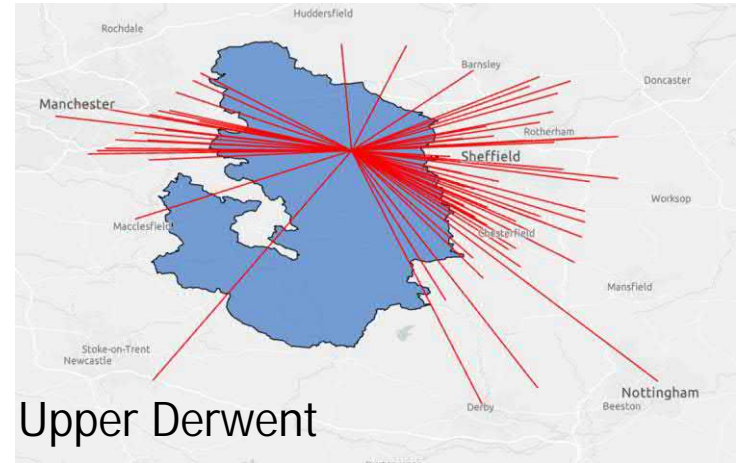 Huddersfield
Rochdale
Barnsley
Doncaster
Manchester
Rotherham
Sheffield
Worksop
Macclesfield
Chesterfield
Mansfield
Stoke-on-Trent
Newcastle
Nottingham
Derby
Beeston
Upper Derwent